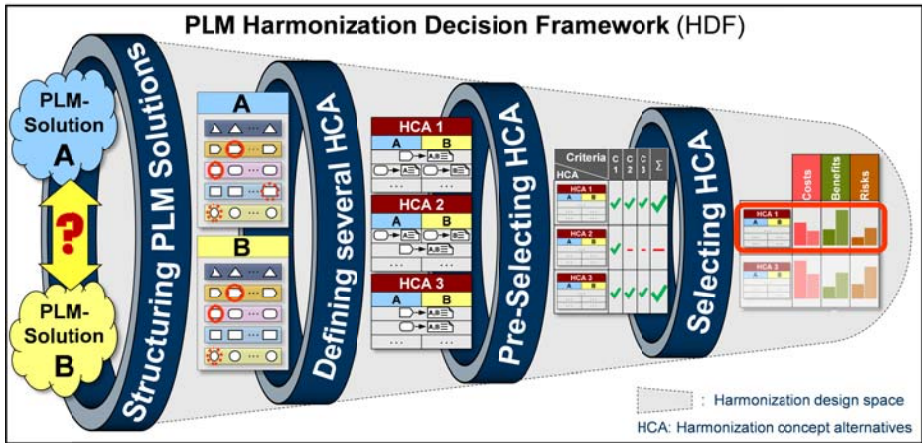 PLM Harmonization Decision Framework (HDF)
PLM-
Solution
A
?
PLM-
Solution
B
Structuring PLM Solutions
A
B
Defining several HCA
HCA 1
A B
A,B
A B
... ...
HCA 2
A B
A B
A,B
... ...
HCA 3
A B
A,B
A,B
... ...
Pre-Selecting HCA
Criteria
HCA
C 1
C 2
C 3
Σ
HCA 1
A B
HCA 2
A B
HCA 3
A B
Selecting HCA
Costs
Benefits
Risks
HCA 1
A B
HCA 3
A B
: Harmonization design space
HCA: Harmonization concept alternatives